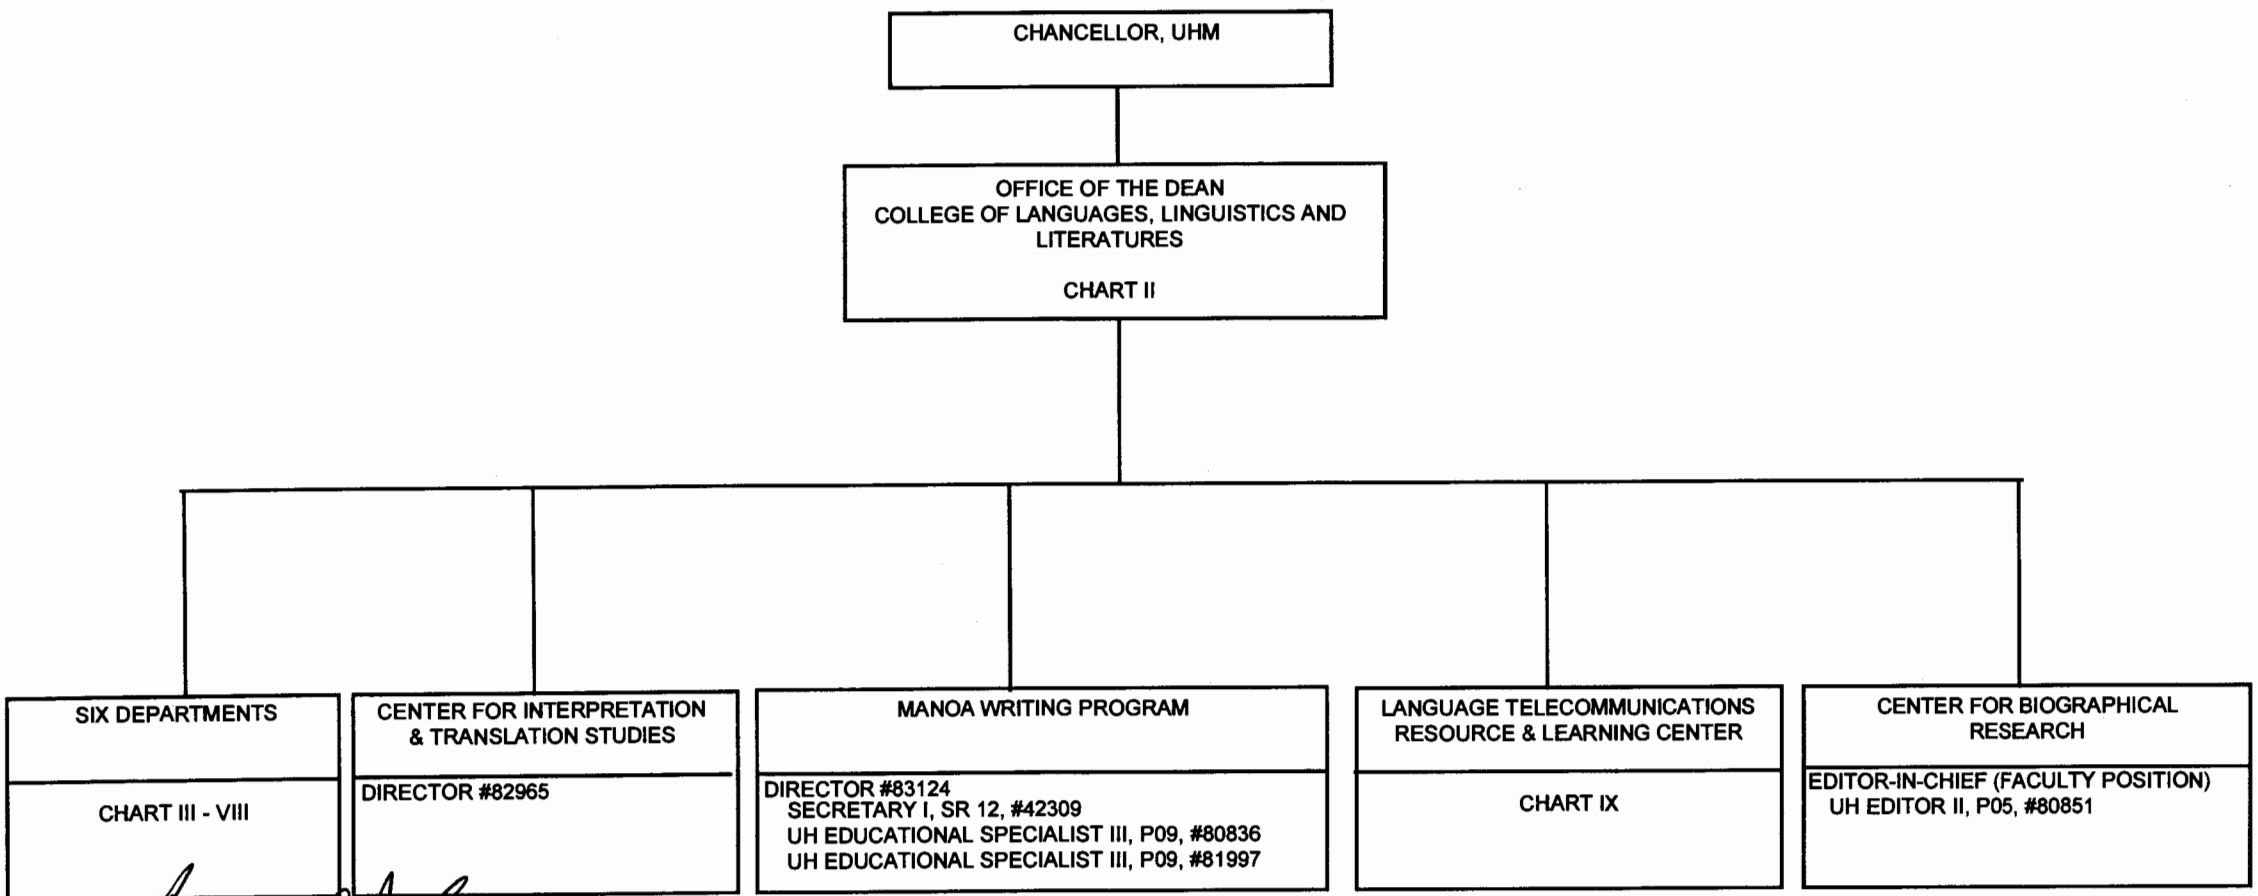 CHANCELLOR, UHM
OFFICE OF THE DEAN
COLLEGE OF LANGUAGES, LINGUISTICS AND
LITERATURES
CHART II
SIX DEPARTMENTS
CHART III - VIII
CENTER FOR INTERPRETATION
& TRANSLATION STUDIES
DIRECTOR #82965
MANOA WRITING PROGRAM
DIRECTOR #83124
SECRETARY I, SR 12, #42309
UH EDUCATIONAL SPECIALIST III, P09, #80836
UH EDUCATIONAL SPECIALIST III, P09, #81997
LANGUAGE TELECOMMUNICATIONS
RESOURCE & LEARNING CENTER
CHART IX
CENTER FOR BIOGRAPHICAL
RESEARCH
EDITOR-IN-CHIEF (FACULTY POSITION)
UH EDITOR II, P05, #80851